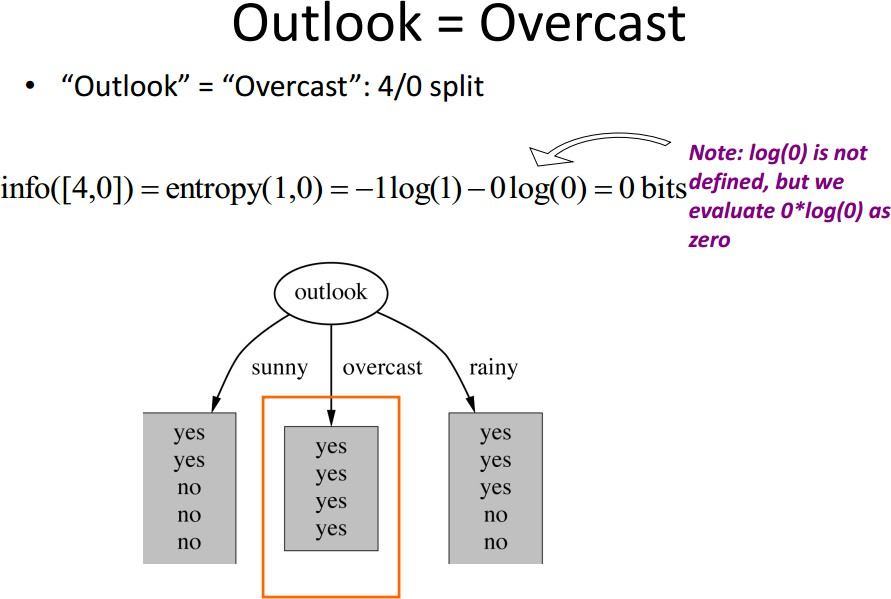 Outlook = Overcast
• “Outlook” = “Overcast”: 4/0 split
info([4,0]) = entropy(1,0) = −1log(1) − 0log(0) = 0 bits
Note: log(0) is not
defined, but we
evaluate 0*log(0) as
zero
outlook
sunny
overcast
rainy
yes
yes
no
no
no
yes
yes
yes
yes
yes
yes
yes
no
no